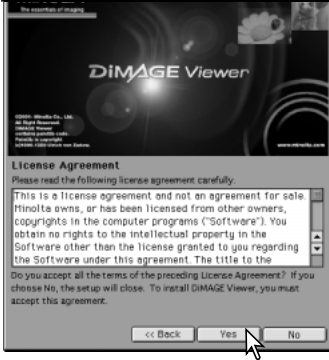 The essentials of imaging
DiMAGE Viewer
©2001- Minolta Co., Ltd.
All Right Reserved.
DiMAGE Viewer
contains patollib code.
www.minolta.com
License Agreement
Please read the following license agreement carefully.
This is a license agreement and not an agreement for sale.
Minolta owns, or has been licensed from other owners,
copyrights in the computer programs ("Software"). You
obtain no rights to the intellectual property in the
Software other than the license granted to you regarding
the Software under this agreement. The title to the
Do you accept all the terms of the preceding License Agreement? If you
choose No, the setup will close. To install DiMAGE Viewer, you must
accept this agreement.
<< Back
Yes
No